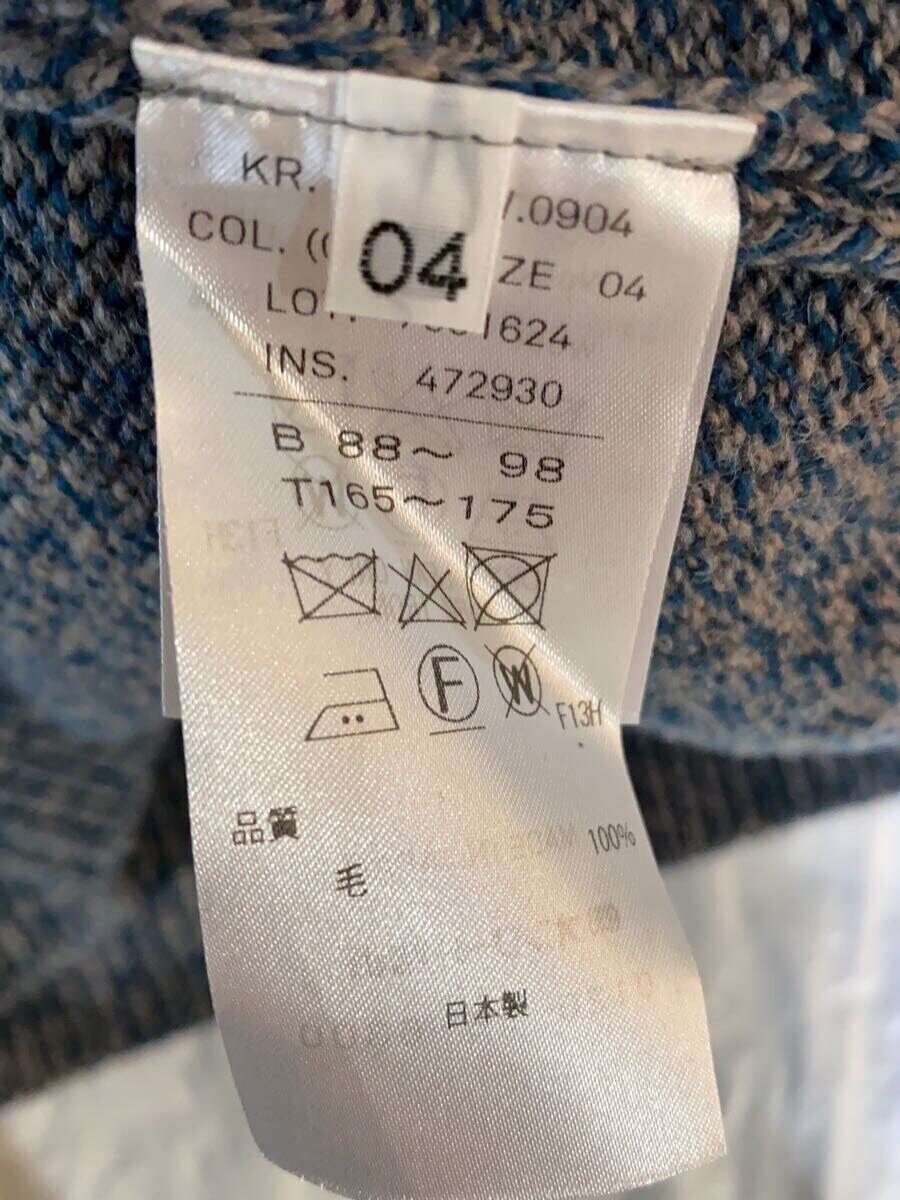 KR. .0904
COL. ZE 04
04
LOT. 1624
INS. 472930
B 88～ 98
T165～175
F W F13H
品質
100%
毛
日本製